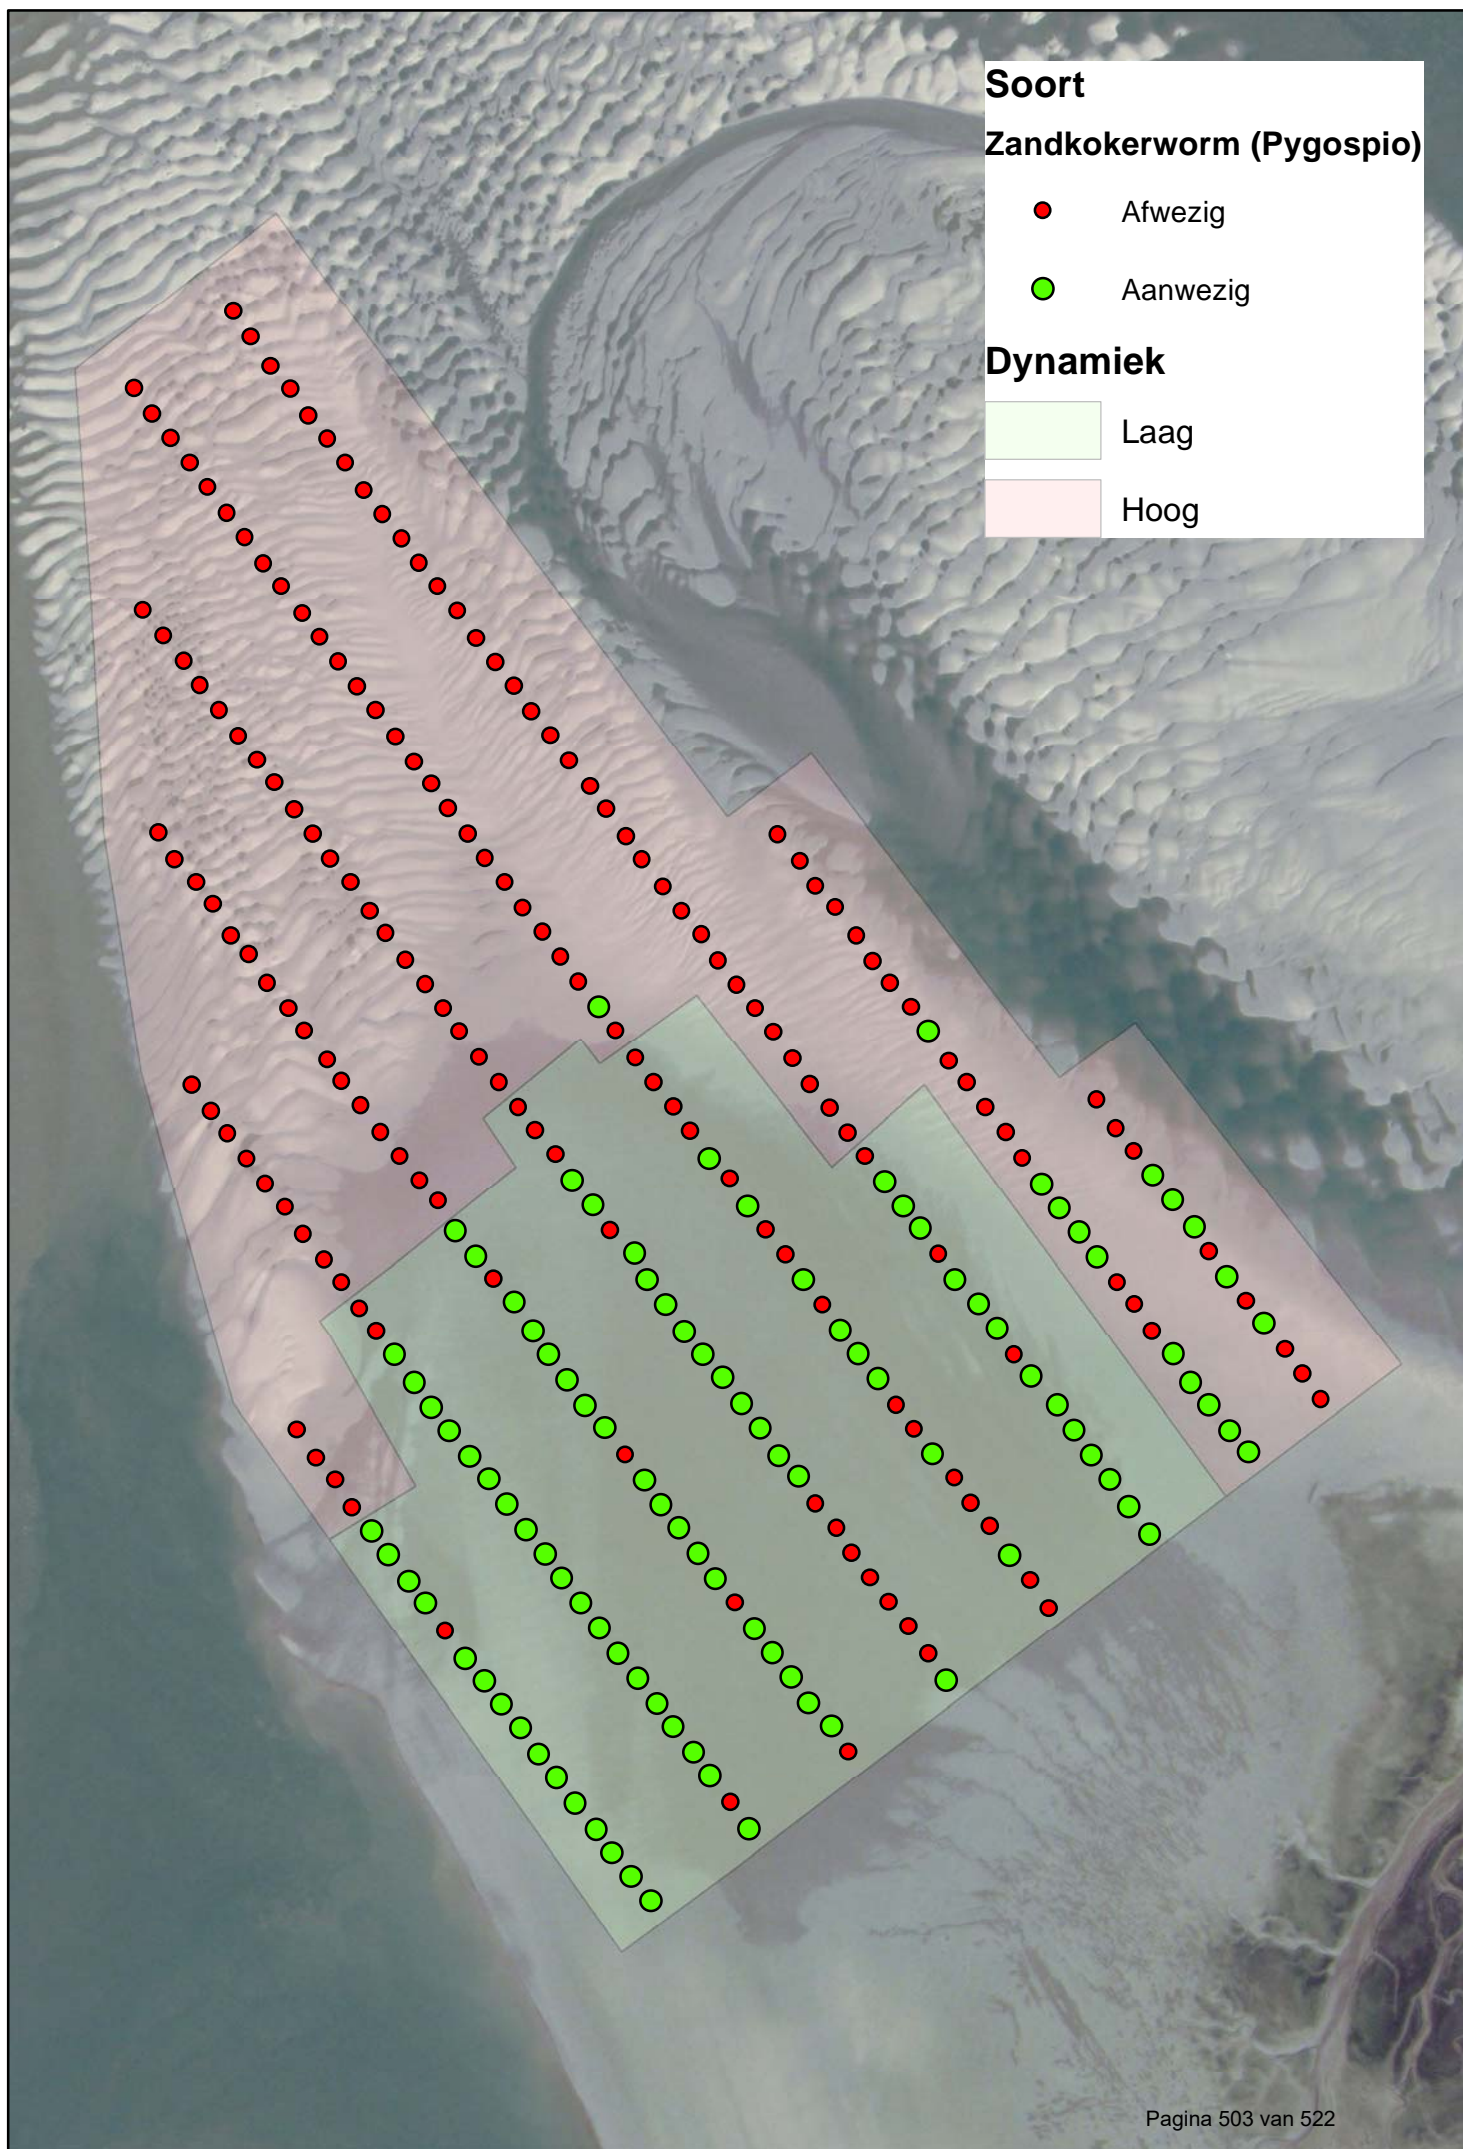 Soort
Zandkokerworm (Pygospio)
Afwezig
Aanwezig
Dynamiek
Laag
Hoog
Pagina 503 van 522